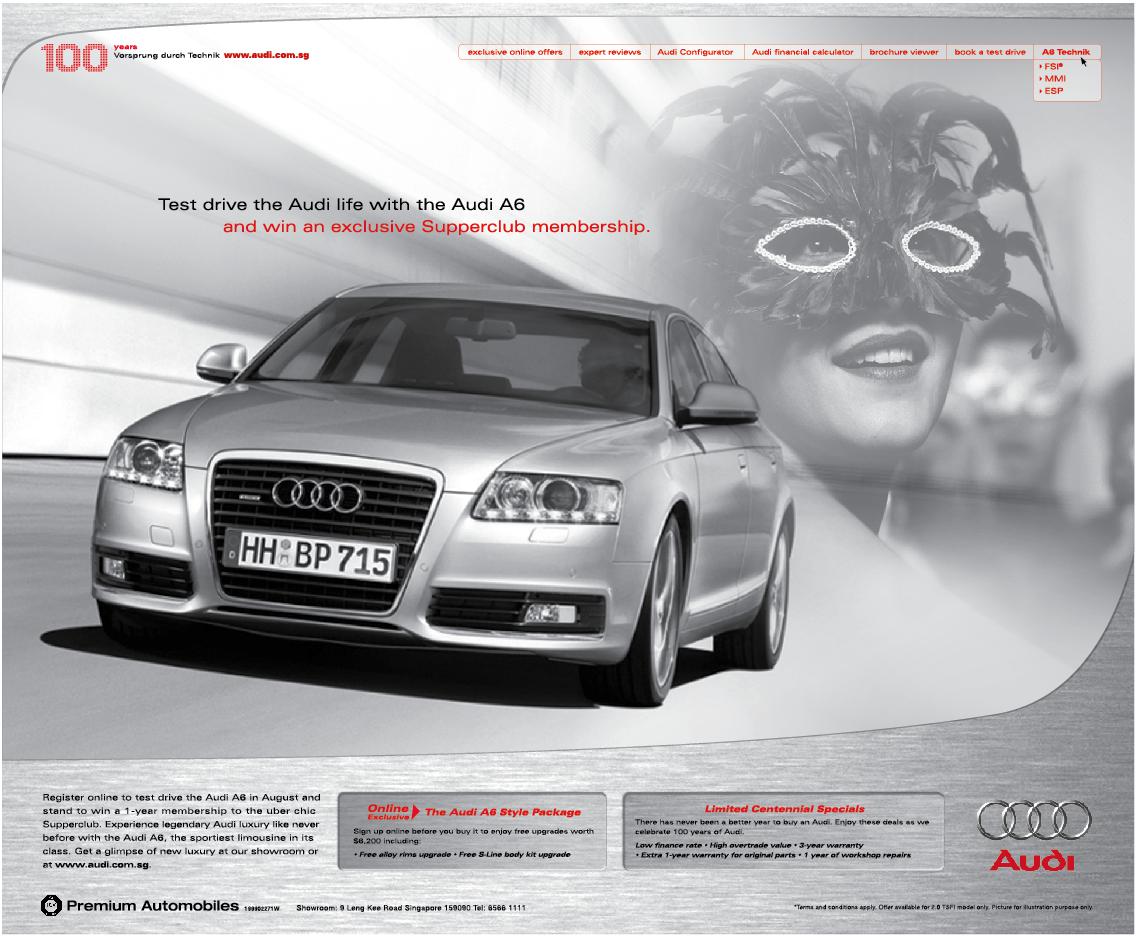 100 years
Vorsprung durch Technik www.audi.com.sg
exclusive online offers
expert reviews
Audi Configurator
Audi financial calculator
brochure viewer
book a test drive
A6 Technik
FSI®
MMI
ESP
Test drive the Audi life with the Audi A6
and win an exclusive Supperclub membership.
HH BP 715
Register online to test drive the Audi A6 in August and
stand to win a 1-year membership to the uber chic
Supperclub. Experience legendary Audi luxury like never
before with the Audi A6, the sportiest limousine in its
class. Get a glimpse of new luxury at our showroom or
at www.audi.com.sg.
Online Exclusive The Audi A6 Style Package
Sign up online before you buy it to enjoy free upgrades worth
$6,200 including:
• Free alloy rims upgrade • Free S-Line body kit upgrade
Limited Centennial Specials
There has never been a better year to buy an Audi. Enjoy these deals as we
celebrate 100 years of Audi.
Low finance rate • High overtrade value • 3-year warranty
• Extra 1-year warranty for original parts • 1 year of workshop repairs
Audi
Premium Automobiles 199902271W Showroom: 9 Leng Kee Road Singapore 159090 Tel: 6566 1111
*Terms and conditions apply. Offer available for 2.0 TSFI model only. Picture for illustration purpose only.